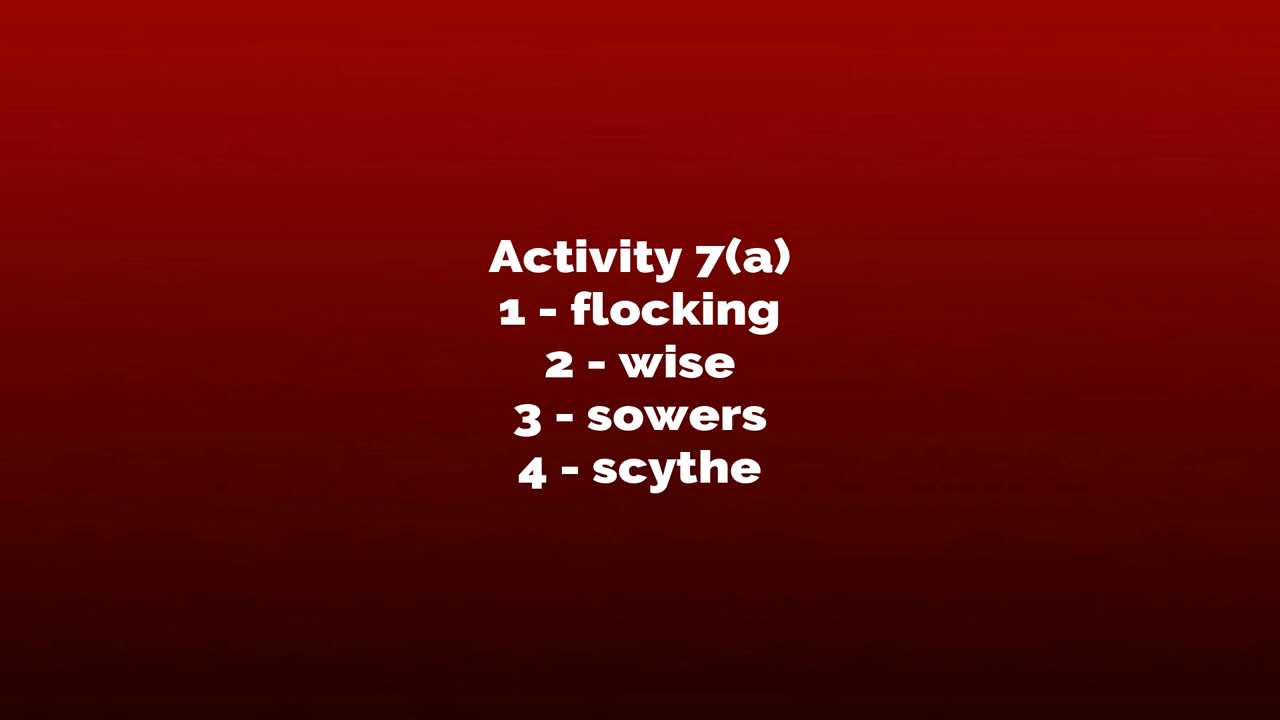 Activity 7(a)
1 - flocking
2 - wise
3 - sowers
4 - scythe